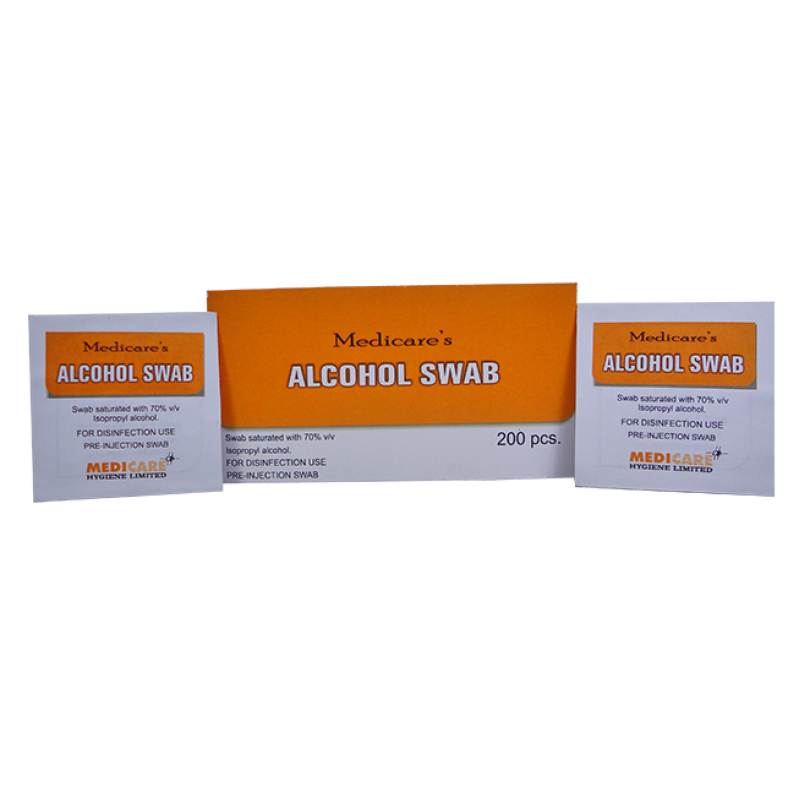 Medicare's
ALCOHOL SWAB
Swab saturated with 70% v/v
Isopropyl alcohol.
FOR DISINFECTION USE
PRE-INJECTION SWAB
MEDICARE
HYGIENE LIMITED
Medicare's
ALCOHOL SWAB
Swab saturated with 70% v/v
Isopropyl alcohol.
FOR DISINFECTION USE
PRE-INJECTION SWAB
200 pcs.
Medicare's
ALCOHOL SWAB
Swab saturated with 70% v/v
Isopropyl alcohol.
FOR DISINFECTION USE
PRE-INJECTION SWAB
MEDICARE
HYGIENE LIMITED